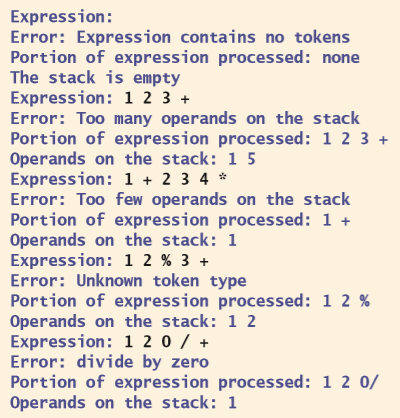 Expression:
Error: Expression contains no tokens
Portion of expression processed: none
The stack is empty
Expression: 1 2 3 +
Error: Too many operands on the stack
Portion of expression processed: 1 2 3 +
Operands on the stack: 1 5
Expression: 1 + 2 3 4 *
Error: Too few operands on the stack
Portion of expression processed: 1 +
Operands on the stack: 1
Expression: 1 2 % 3 +
Error: Unknown token type
Portion of expression processed: 1 2 %
Operands on the stack: 1 2
Expression: 1 2 O / +
Error: divide by zero
Portion of expression processed: 1 2 O/
Operands on the stack: 1